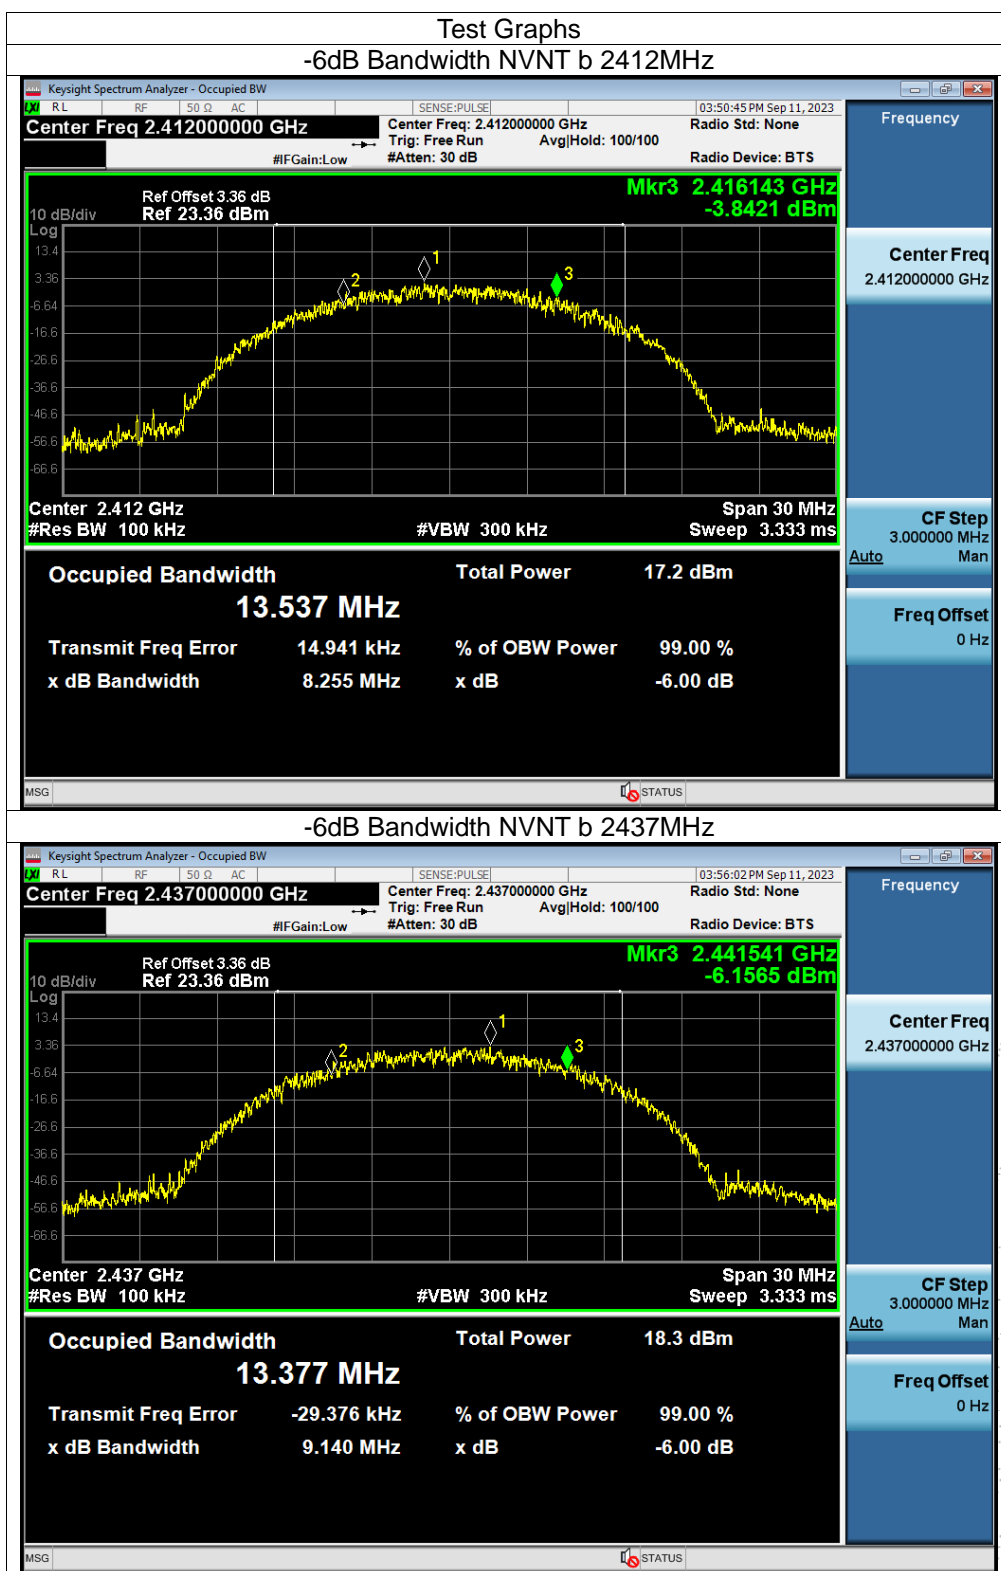 Test Graphs
-6dB Bandwidth NVNT b 2412MHz
Keysight Spectrum Analyzer - Occupied BW
LXI RL RF 50 Ω AC SENSE:PULSE 03:50:45 PM Sep 11, 2023
Center Freq 2.412000000 GHz
Center Freq: 2.412000000 GHz Radio Std: None
Trig: Free Run Avg|Hold: 100/100
#IFGain:Low #Atten: 30 dB Radio Device: BTS
Frequency
Mkr3 2.416143 GHz
-3.8421 dBm
Ref Offset 3.36 dB
10 dB/div Ref 23.36 dBm
Log
13.4
3.36
-6.64
-16.6
-26.6
-36.6
-46.6
-56.6
-66.6
1
2
3
Center 2.412 GHz Span 30 MHz
#Res BW 100 kHz #VBW 300 kHz Sweep 3.333 ms
Center Freq
2.412000000 GHz
CF Step
3.000000 MHz
Auto Man
Freq Offset
0 Hz
Occupied Bandwidth Total Power 17.2 dBm
13.537 MHz
Transmit Freq Error 14.941 kHz % of OBW Power 99.00 %
x dB Bandwidth 8.255 MHz x dB -6.00 dB
MSG STATUS
-6dB Bandwidth NVNT b 2437MHz
Keysight Spectrum Analyzer - Occupied BW
LXI RL RF 50 Ω AC SENSE:PULSE 03:56:02 PM Sep 11, 2023
Center Freq 2.437000000 GHz
Center Freq: 2.437000000 GHz Radio Std: None
Trig: Free Run Avg|Hold: 100/100
#IFGain:Low #Atten: 30 dB Radio Device: BTS
Frequency
Mkr3 2.441541 GHz
-6.1565 dBm
Ref Offset 3.36 dB
10 dB/div Ref 23.36 dBm
Log
13.4
3.36
-6.64
-16.6
-26.6
-36.6
-46.6
-56.6
-66.6
1
2
3
Center 2.437 GHz Span 30 MHz
#Res BW 100 kHz #VBW 300 kHz Sweep 3.333 ms
Center Freq
2.437000000 GHz
CF Step
3.000000 MHz
Auto Man
Freq Offset
0 Hz
Occupied Bandwidth Total Power 18.3 dBm
13.377 MHz
Transmit Freq Error -29.376 kHz % of OBW Power 99.00 %
x dB Bandwidth 9.140 MHz x dB -6.00 dB
MSG STATUS